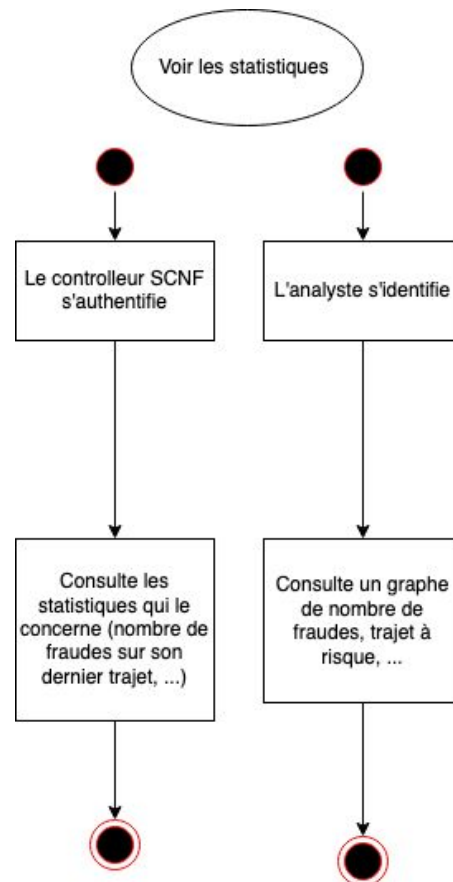 Voir les statistiques
Le controlleur SCNF
s'authentifie
L'analyste s'identifie
Consulte les
statistiques qui le
concerne (nombre de
fraudes sur son
dernier trajet, ...)
Consulte un graphe
de nombre de
fraudes, trajet à
risque, ...